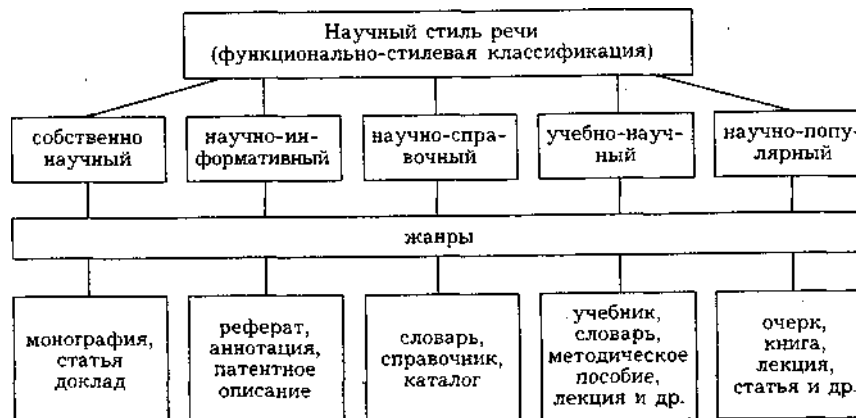 Научный стиль речи
(функционально-стилевая классификация)
собственно
научный
научно-ин-
формативный
научно-спра-
вочный
учебно-науч-
ный
научно-попу-
лярный
жанры
монография,
статья
доклад
реферат,
аннотация,
патентное
описание
словарь,
справочник,
каталог
учебник,
словарь,
методическое
пособие,
лекция и др.
очерк,
книга,
лекция,
статья и др.